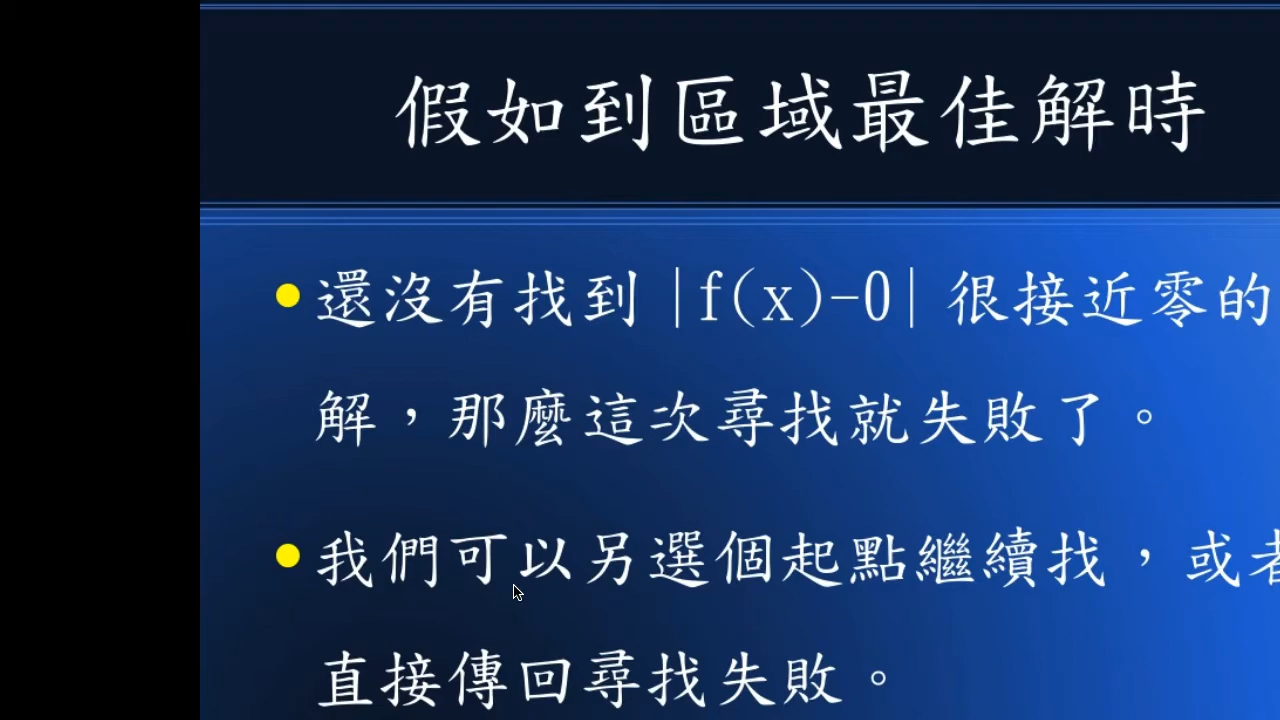 假如到區域最佳解時
還沒有找到 |f(x)-0| 很接近零的
解，那麼這次尋找就失敗了。
我們可以另選個起點繼續找，或者
直接傳回尋找失敗。